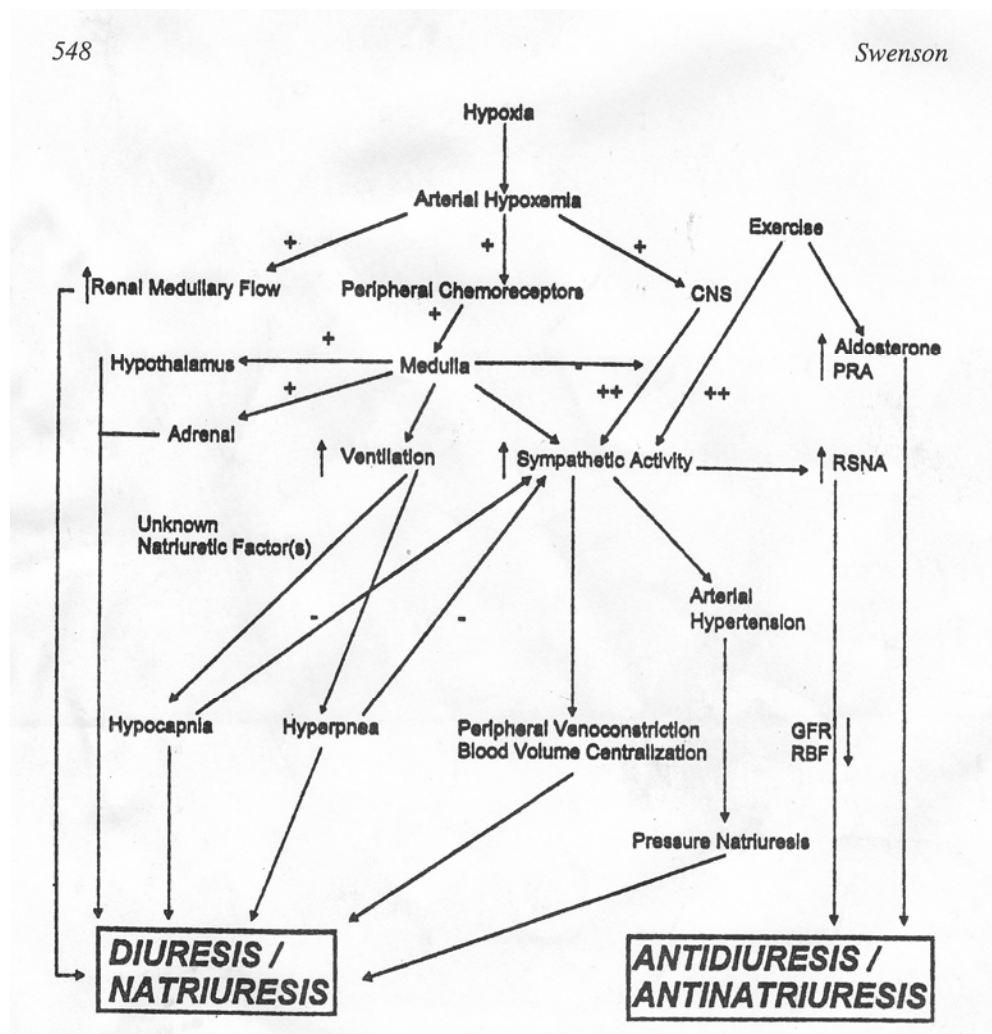 548 Swenson
Hypoxia
Arterial Hypoxemia
Exercise
+ + +
↑ Renal Medullary Flow
Peripheral Chemoreceptors
CNS
+
+
Hypothalamus
Medulla
-
↑ Aldosterone
PRA
+
++ ++
Adrenal
↑ Ventilation
↑ Sympathetic Activity
↑ RSNA
Unknown
Natriuretic Factor(s)
Arterial
Hypertension
- -
Hypocapnia
Hyperpnea
Peripheral Venoconstriction
Blood Volume Centralization
GFR
RBF ↓
Pressure Natriuresis
DIURESIS /
NATRIURESIS
ANTIDIURESIS /
ANTINATRIURESIS